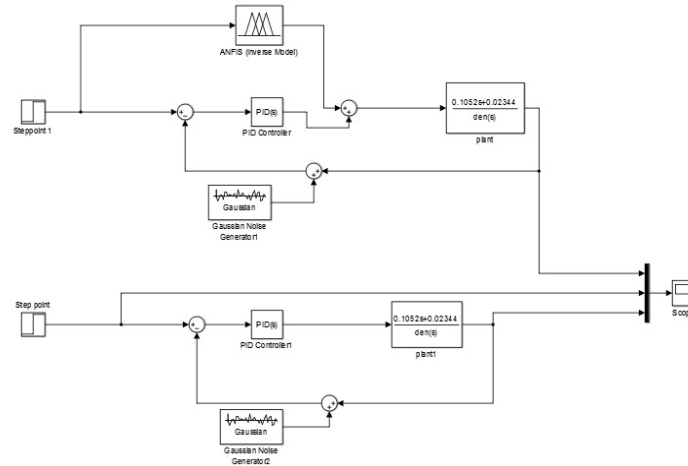 ANFIS (Inverse Model)
Steppoint 1
PID(s)
PID Controller
0.1052s+0.02344
den(s)
plant
Gaussian
Gaussian Noise
Generator1
Step point
PID(s)
PID Controller1
0.1052s+0.02344
den(s)
plant1
Scop
Gaussian
Gaussian Noise
Generator2